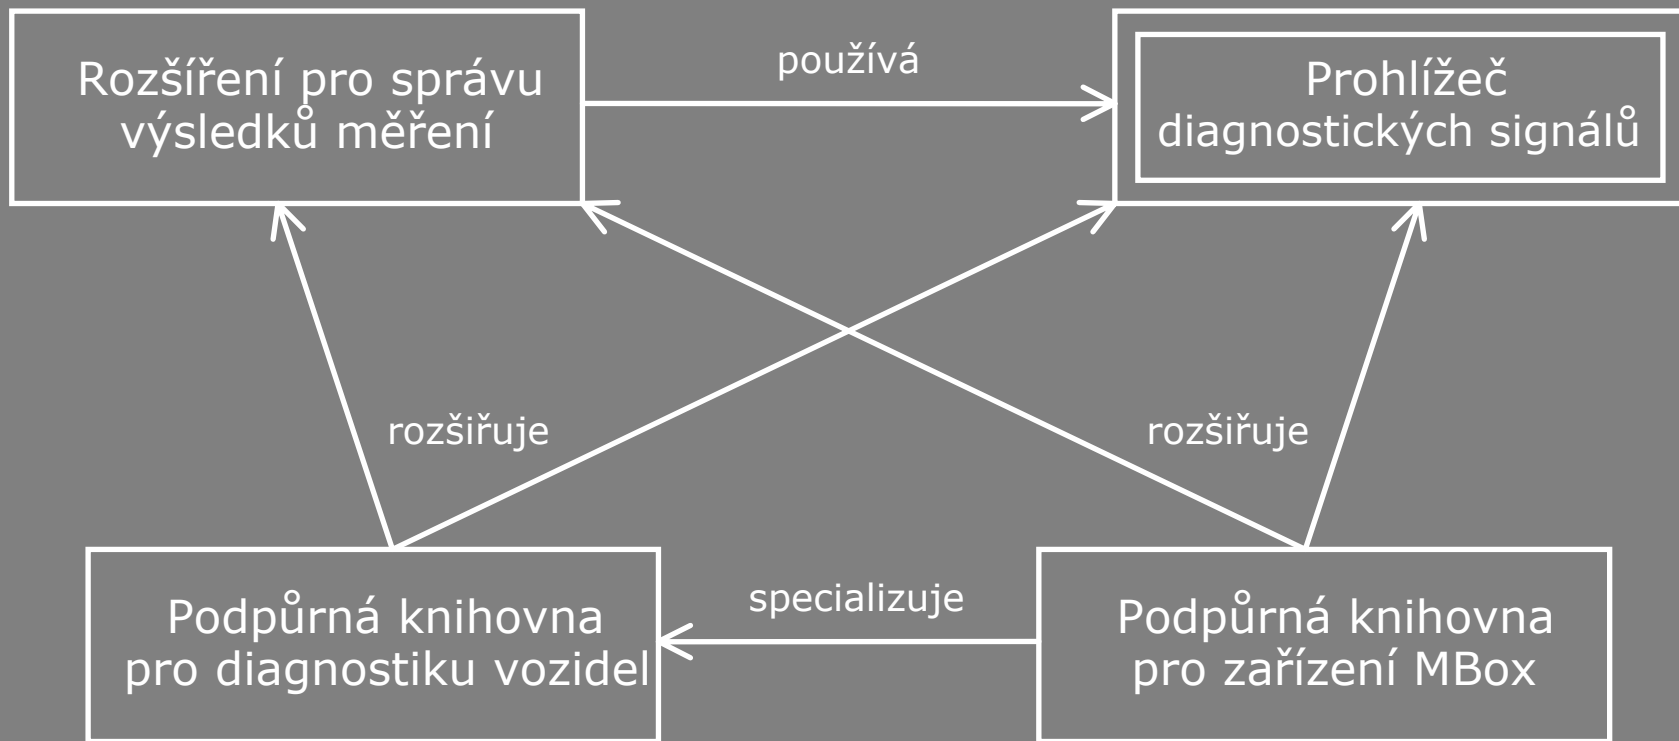 Rozšíření pro správu
výsledků měření
používá
Prohlížeč
diagnostických signálů
rozšiřuje
rozšiřuje
Podpůrná knihovna
pro diagnostiku vozidel
specializuje
Podpůrná knihovna
pro zařízení MBox